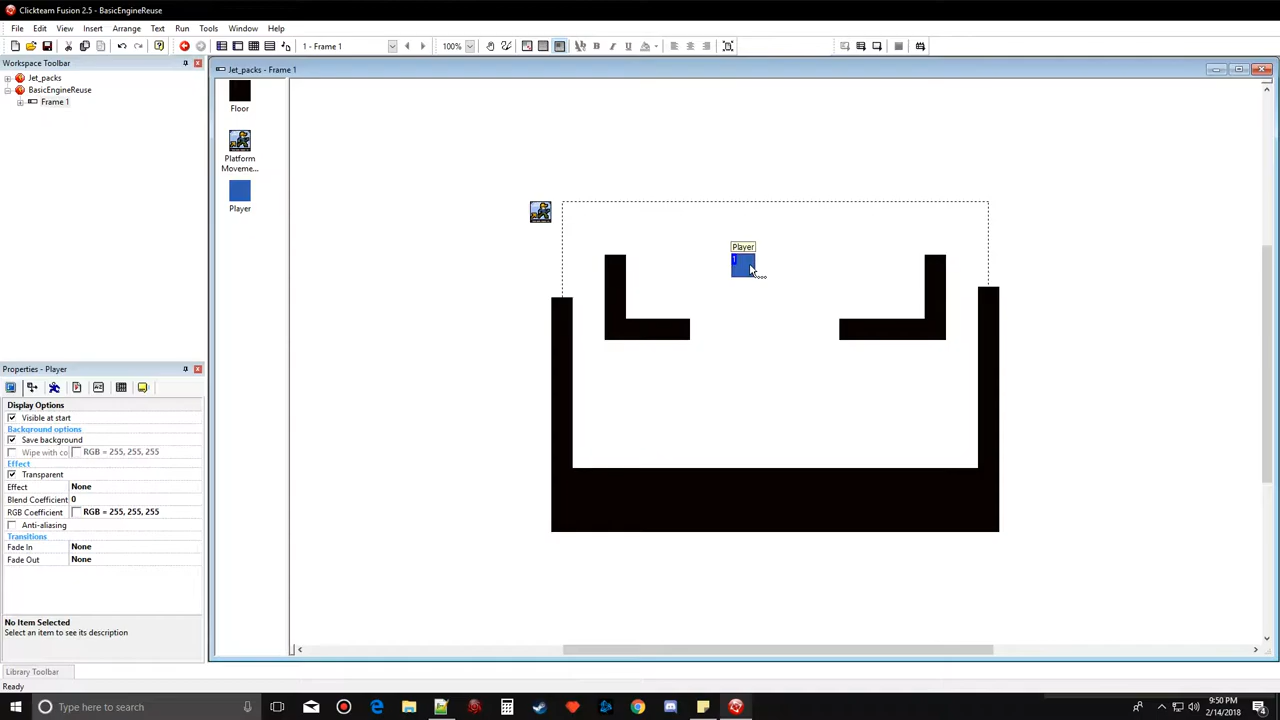 Clickteam Fusion 2.5 - BasicEngineReuse
File Edit View Insert Arrange Text Run Tools Window Help
1 - Frame 1
100%
Workspace Toolbar
Jet_packs
BasicEngineReuse
Frame 1
Jet_packs - Frame 1
Floor
Platform
Moveme...
Player
Player
1
Properties - Player
Display Options
Visible at start
Background options
Save background
Wipe with co RGB = 255, 255, 255
Effect
Transparent
Effect None
Blend Coefficient 0
RGB Coefficient RGB = 255, 255, 255
Anti-aliasing
Transitions
Fade In None
Fade Out None
No Item Selected
Select an item to see its description
Library Toolbar
Ready
Type here to search
9:50 PM
2/14/2018